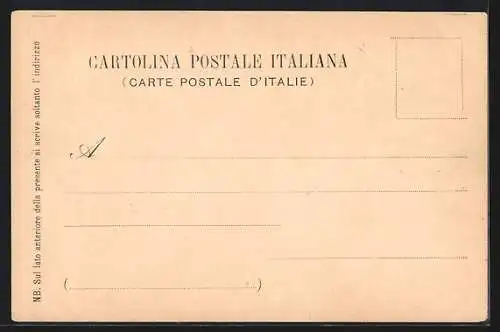 CARTOLINA POSTALE ITALIANA
(CARTE POSTALE D'ITALIE)
A
( )
NB. Sul lato anteriore della presente si scrive soltanto l'indirizzo